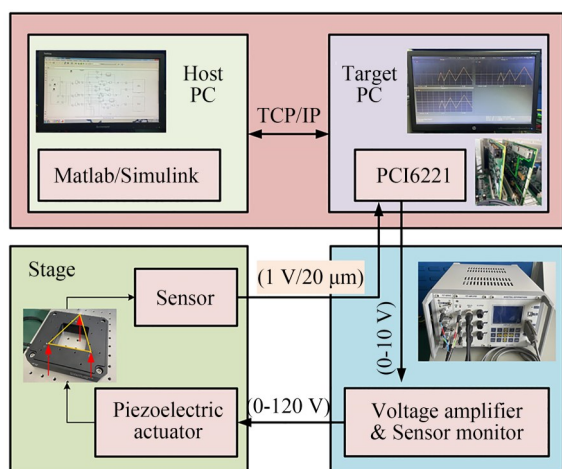 Host
PC
Target
PC
TCP/IP
Matlab/Simulink
PCI6221
Stage
Sensor
(1 V/20 μm)
(0-10 V)
Piezoelectric
actuator
(0-120 V)
Voltage amplifier
& Sensor monitor